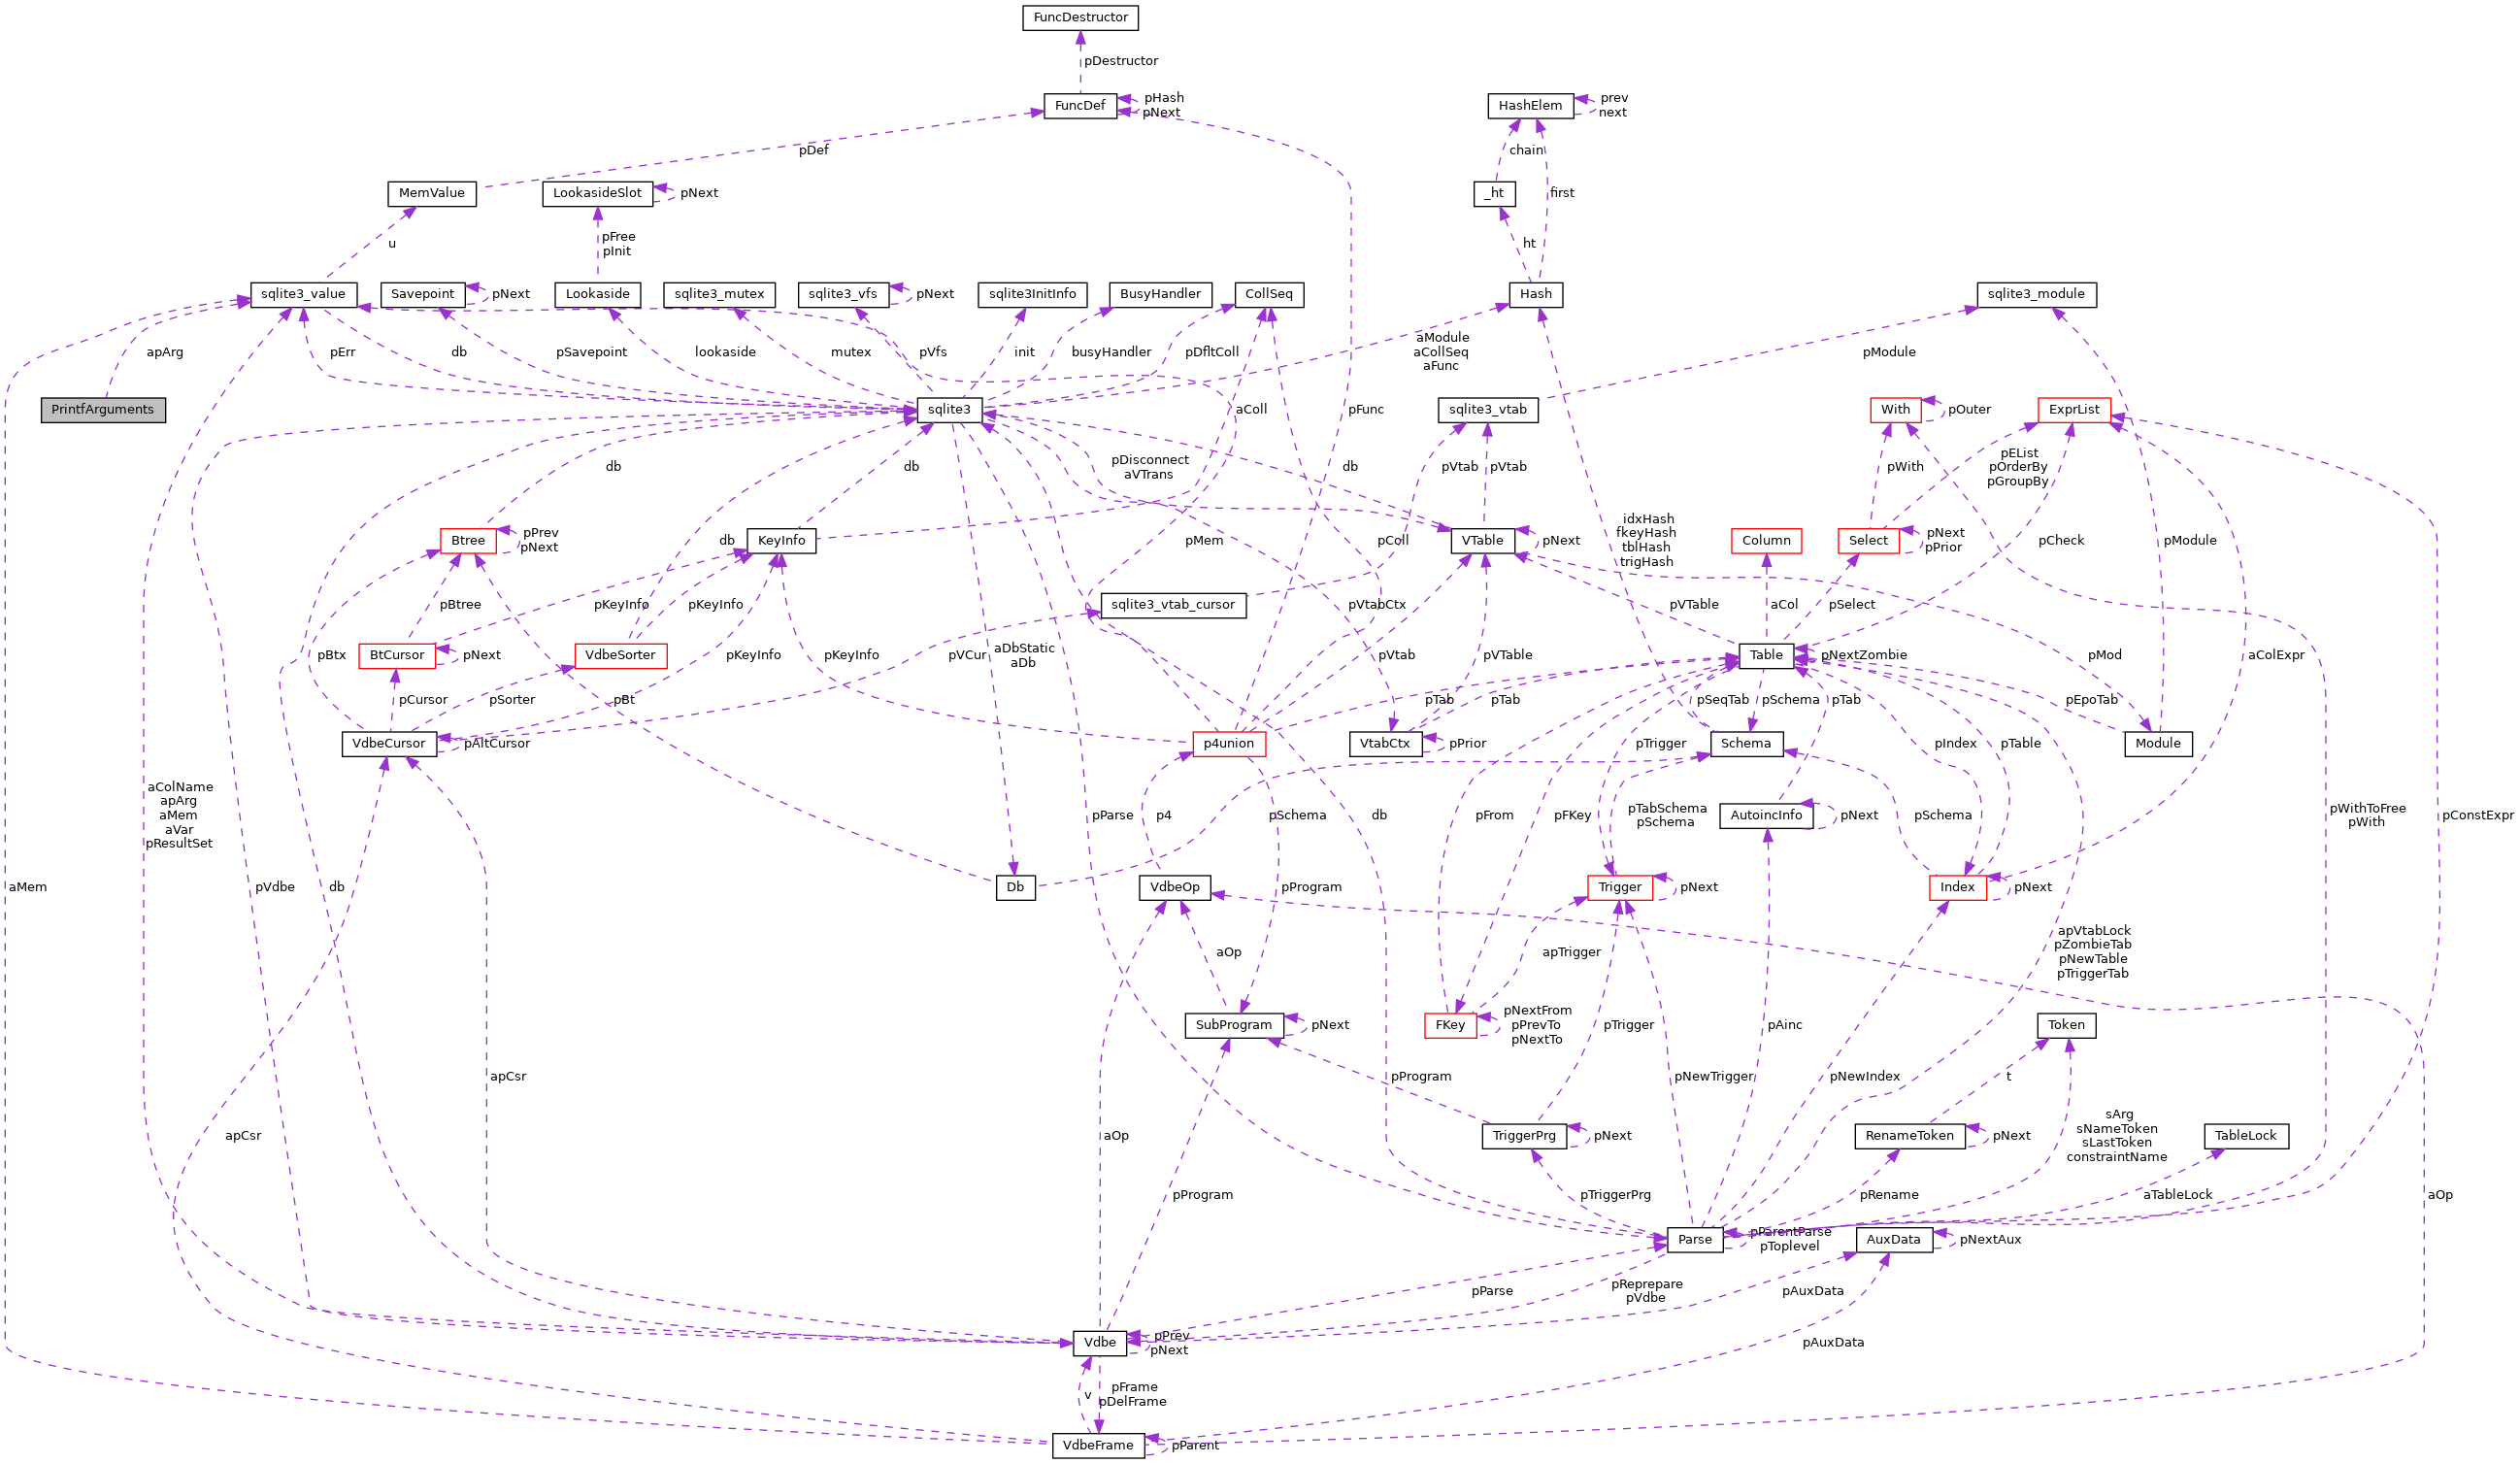 FuncDestructor
pDestructor
FuncDef
pHash
pNext
HashElem
prev
next
pDef
chain
MemValue
LookasideSlot
pNext
_ht
first
u
pFree
pInit
ht
sqlite3_value
Savepoint
pNext
Lookaside
sqlite3_mutex
sqlite3_vfs
pNext
sqlite3InitInfo
BusyHandler
CollSeq
Hash
sqlite3_module
apArg
pErr
db
pSavepoint
lookaside
mutex
pVfs
init
busyHandler
pDfltColl
aModule
aCollSeq
aFunc
pModule
PrintfArguments
sqlite3
aColl
pFunc
sqlite3_vtab
With
pOuter
ExprList
db
db
pDisconnect
aVTrans
db
pVtab
pVtab
pWith
pEList
pOrderBy
pGroupBy
Btree
pPrev
pNext
db
KeyInfo
pMem
pColl
VTable
pNext
idxHash
fkeyHash
tblHash
trigHash
Column
Select
pNext
pPrior
pCheck
pModule
pBtree
pKeyInfo
pKeyInfo
sqlite3_vtab_cursor
pVtabCtx
pVTable
aCol
pSelect
pBtx
BtCursor
pNext
VdbeSorter
pKeyInfo
pKeyInfo
pVCur
aDbStatic
aDb
pVtab
pVTable
Table
pNextZombie
pMod
aColExpr
pCursor
pSorter
pBt
pTab
pTab
pSeqTab
pSchema
pTab
pEpoTab
VdbeCursor
pAltCursor
p4union
VtabCtx
pPrior
pTrigger
Schema
pIndex
pTable
Module
aColName
apArg
aMem
aVar
pResultSet
pParse
p4
pSchema
db
pFrom
pFKey
pTabSchema
pSchema
AutoincInfo
pNext
pSchema
pWithToFree
pWith
pConstExpr
aMem
pVdbe
db
Db
VdbeOp
pProgram
Trigger
pNext
Index
pNext
aOp
apTrigger
apVtabLock
pZombieTab
pNewTable
pTriggerTab
SubProgram
pNext
FKey
pNextFrom
pPrevTo
pNextTo
pTrigger
pAinc
Token
apCsr
pProgram
pNewTrigger
pNewIndex
t
apCsr
aOp
TriggerPrg
pNext
RenameToken
pNext
sArg
sNameToken
sLastToken
constraintName
TableLock
pProgram
pTriggerPrg
pRename
aTableLock
aOp
Parse
pParentParse
pToplevel
AuxData
pNextAux
pParse
pReprepare
pVdbe
pAuxData
Vdbe
pPrev
pNext
pAuxData
v
pFrame
pDelFrame
VdbeFrame
pParent